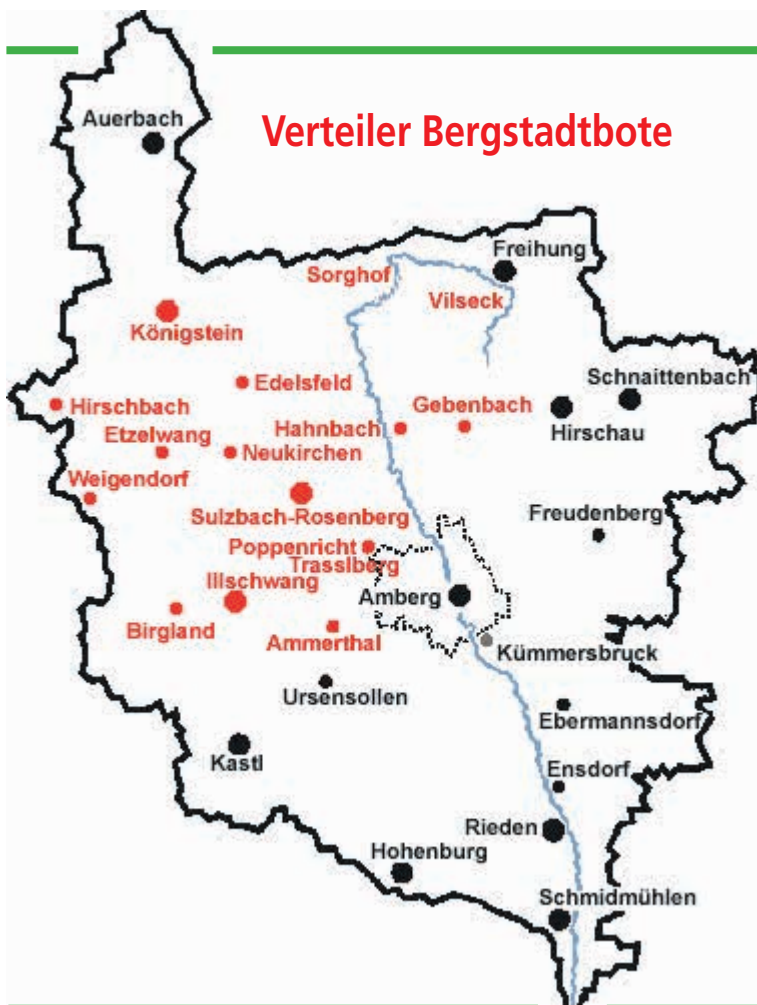 Verteiler Bergstadtbote
Auerbach
Freihung
Sorghof
Vilseck
Königstein
Schnaittenbach
Edelsfeld
Hirschbach
Gebenbach
Hirschau
Etzelwang
Hahnbach
Neukirchen
Weigendorf
Sulzbach-Rosenberg
Freudenberg
Poppenricht
Trasslberg
Illschwang
Amberg
Birgland
Ammerthal
Kümmersbruck
Ursensollen
Ebermannsdorf
Kastl
Ensdorf
Rieden
Hohenburg
Schmidmühlen